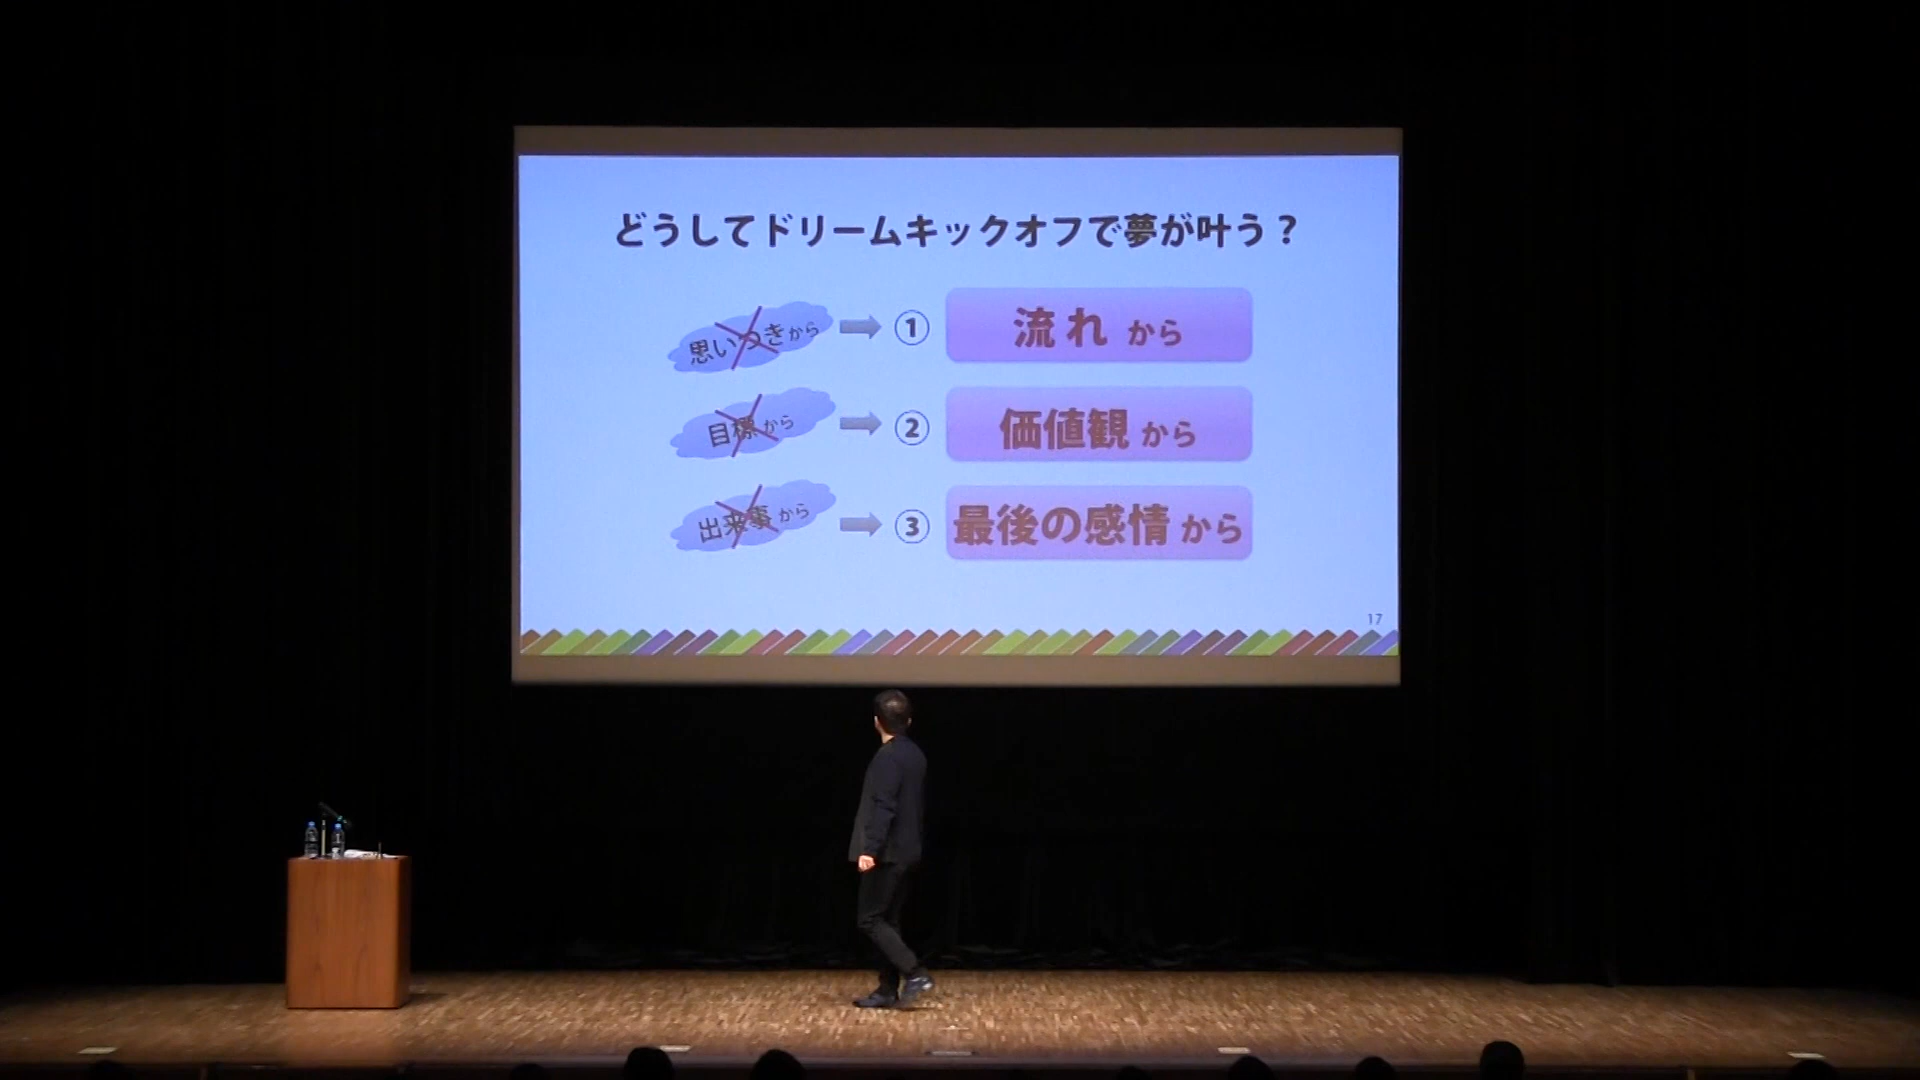 どうしてドリームキックオフで夢が叶う？
思いつきから
① 流れから
目標から
② 価値観から
出来事から
③ 最後の感情から
17